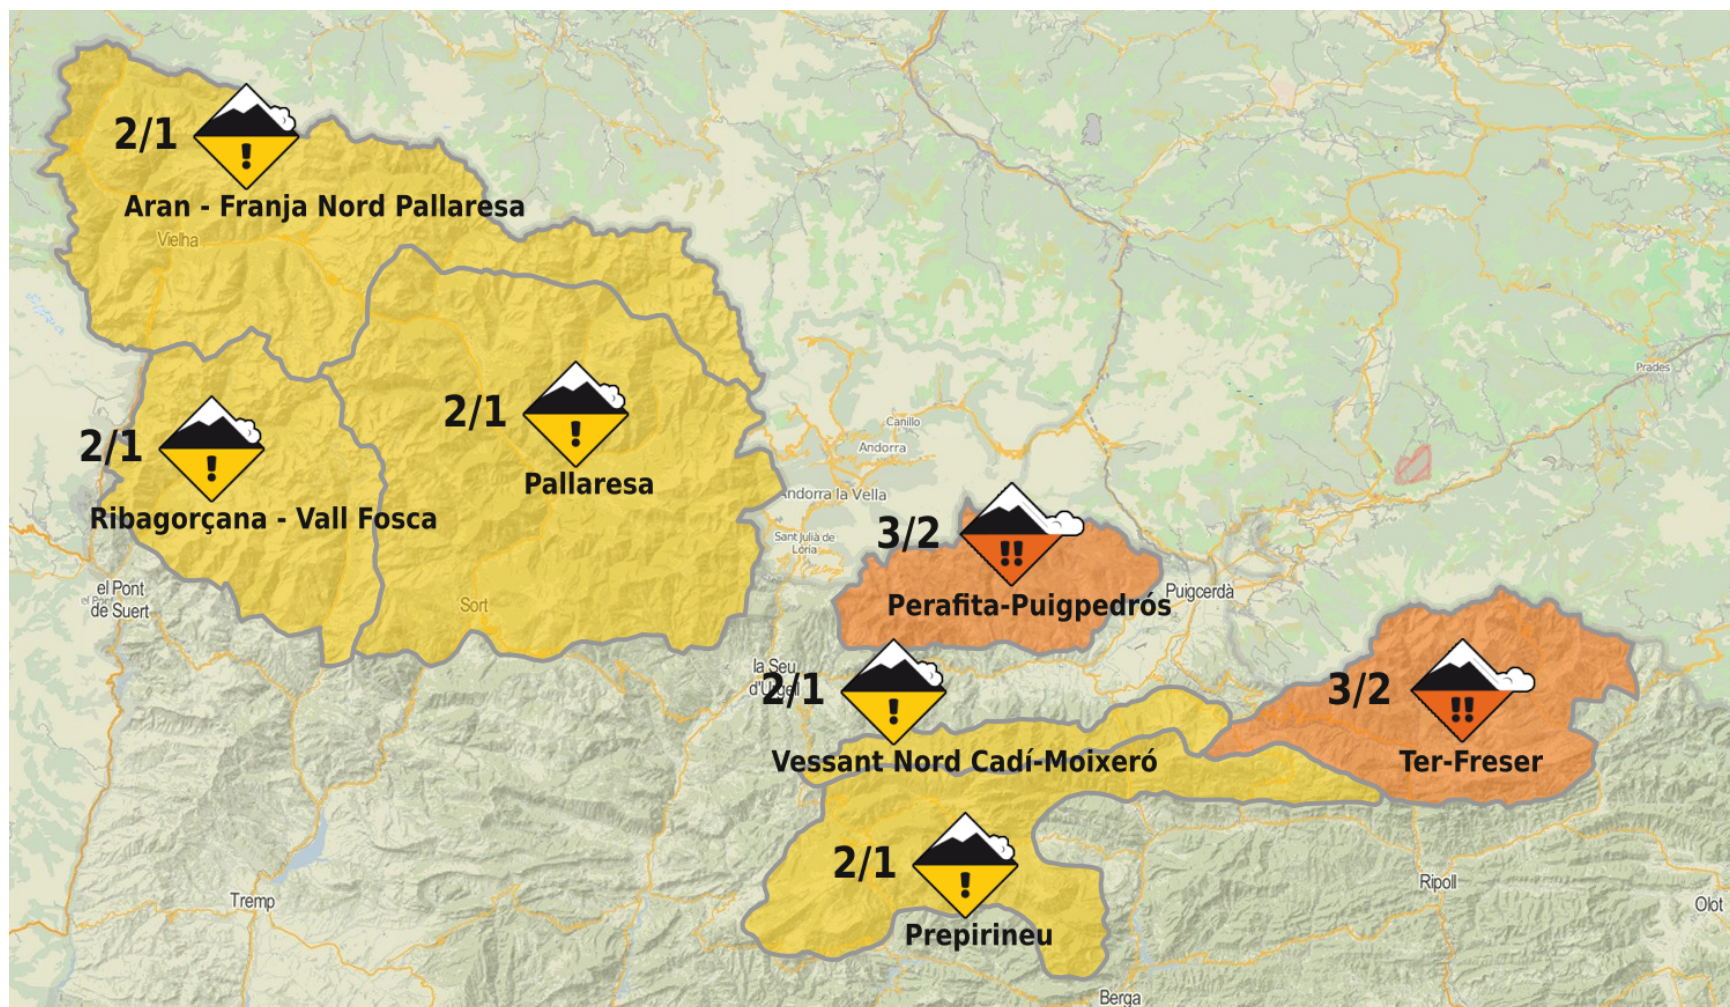 2/1
!
Aran - Franja Nord Pallaresa
Vielha
2/1
!
Pallaresa
2/1
!
Ribagorçana - Vall Fosca
Prades
Canillo
Andorra
Andorra la Vella
Sant Julià de
Lòria
3/2
!!
Perafita-Puigpedrós
Puigcerdà
el Pont
de Suert
Sort
la Seu
d'Urgell
2/1
!
Vessant Nord Cadí-Moixeró
3/2
!!
Ter-Freser
2/1
!
Prepirineu
Tremp
Ripoll
Olot
Berga